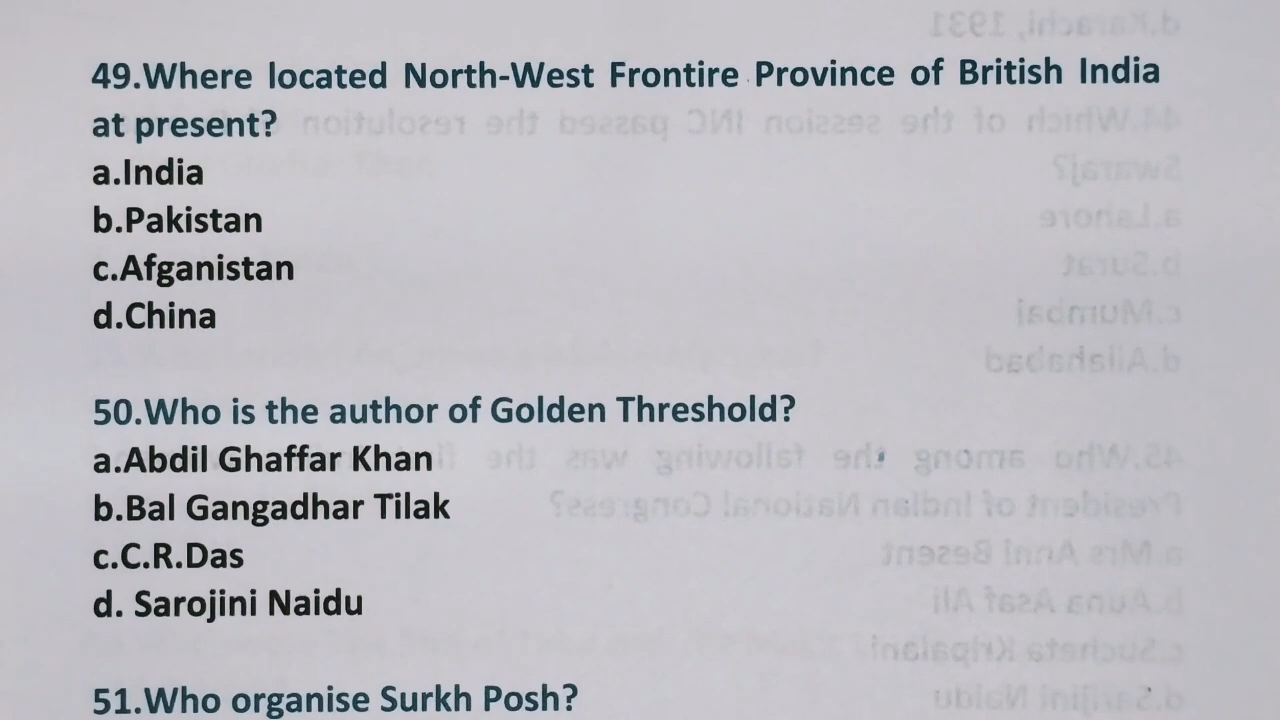 49.Where located North-West Frontire Province of British India
at present?
a.India
b.Pakistan
c.Afganistan
d.China
50.Who is the author of Golden Threshold?
a.Abdil Ghaffar Khan
b.Bal Gangadhar Tilak
c.C.R.Das
d. Sarojini Naidu
51.Who organise Surkh Posh?